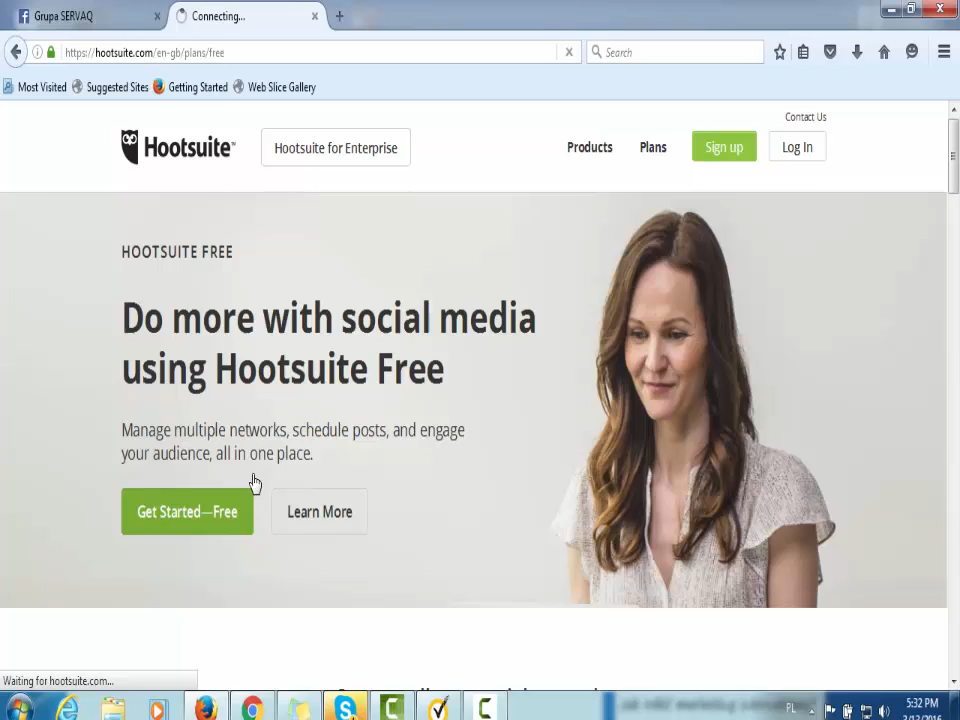 Grupa SERVAQ
Connecting...
https://hootsuite.com/en-gb/plans/free
Search
Most Visited
Suggested Sites
Getting Started
Web Slice Gallery
Contact Us
Hootsuite™
Hootsuite for Enterprise
Products
Plans
Sign up
Log In
HOOTSUITE FREE
Do more with social media
using Hootsuite Free
Manage multiple networks, schedule posts, and engage
your audience, all in one place.
Get Started—Free
Learn More
Waiting for hootsuite.com...
PL
5:32 PM